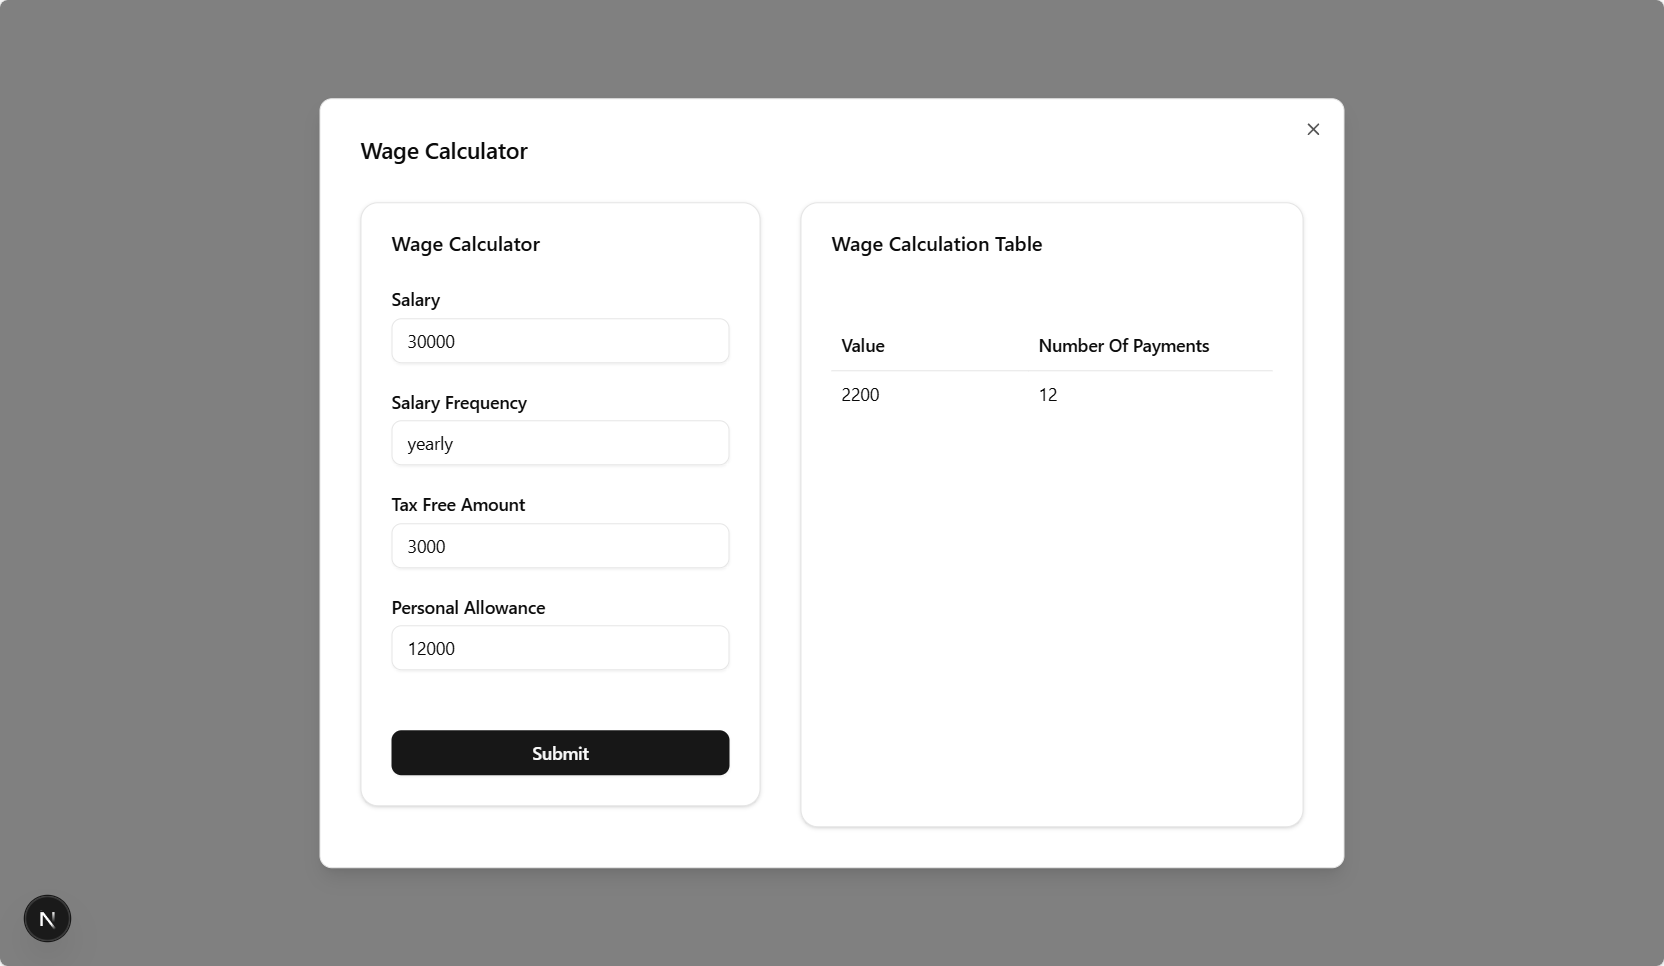 Wage Calculator
Wage Calculator
Salary
30000
Salary Frequency
yearly
Tax Free Amount
3000
Personal Allowance
12000
Submit
Wage Calculation Table
Value Number Of Payments
2200 12
N